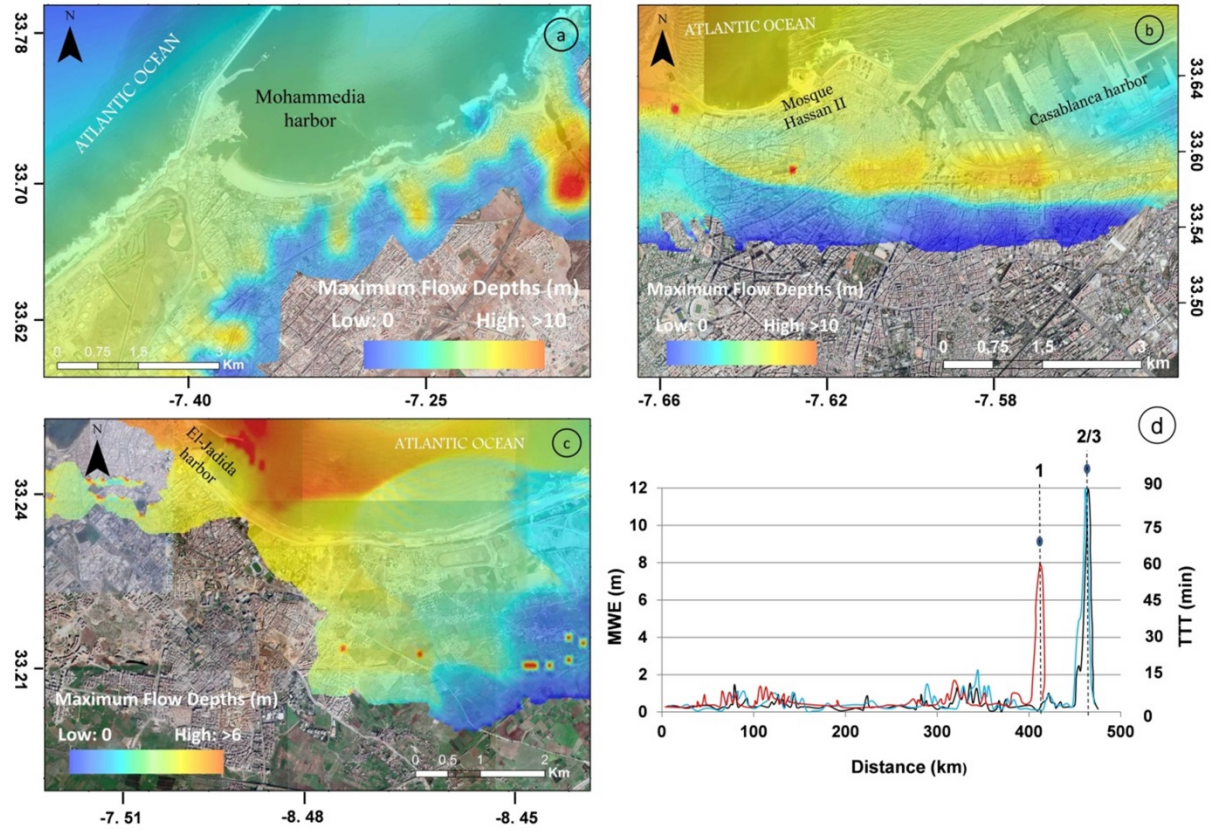 33.78
33.70
33.62
N
ATLANTIC OCEAN
Mohammedia
harbor
a
Maximum Flow Depths (m)
Low: 0 High: >10
0 0.75 1.5 3
Km
-7. 40 -7.25
N
ATLANTIC OCEAN
b
Mosque
Hassan II
Casablanca harbor
33.64
33.60
33.54
33.50
Maximum Flow Depths (m)
Low: 0 High: >10
0 0.75 1.5 3
km
-7.66 -7.62 -7.58
N
El-Jadida
harbor
ATLANTIC OCEAN
c
33.24
33.21
Maximum Flow Depths (m)
Low: 0 High: >6
0 0.5 1 2
Km
-7.51 -8.48 -8.45
d
2/3
1
MWE (m)
12
10
8
6
4
2
0
90
75
60
45
30
15
0
TTT (min)
0 100 200 300 400 500
Distance (km)